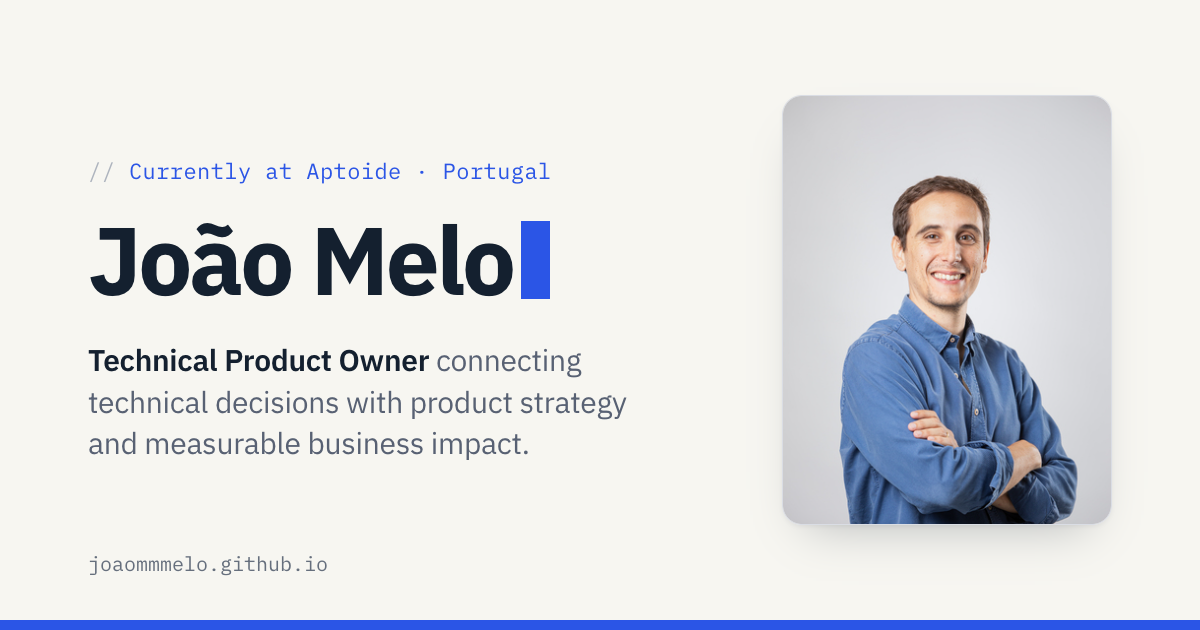 // Currently at Aptoide · Portugal
João Melo
Technical Product Owner connecting
technical decisions with product strategy
and measurable business impact.
joaommmelo.github.io